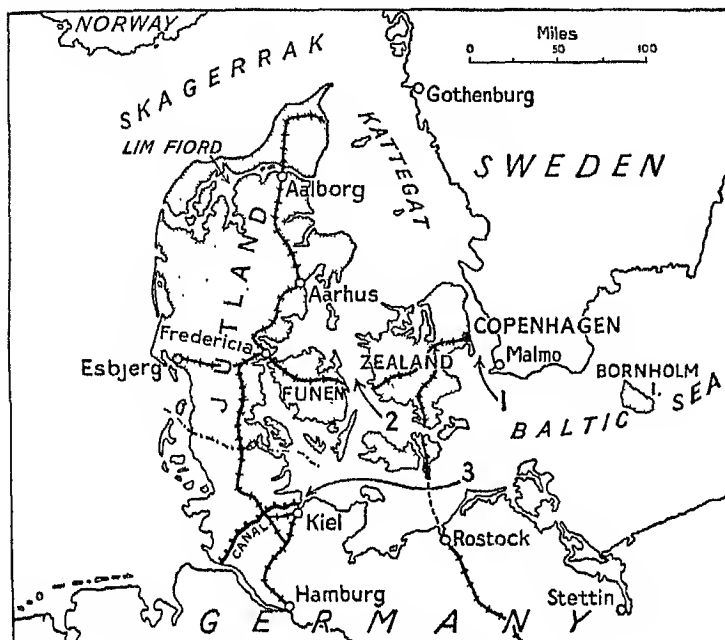 NORWAY
Miles
0 50 100
SKAGERRAK
Gothenburg
KATTEGAT
LIM FIORD
SWEDEN
Aalborg
JUTLAND
Aarhus
COPENHAGEN
Fredericia
ZEALAND
Malmo
Esbjerg
BORNHOLM
FUNEN
1
2
BALTIC SEA
3
Kiel
CANAL
Rostock
Hamburg
Stettin
GERMANY